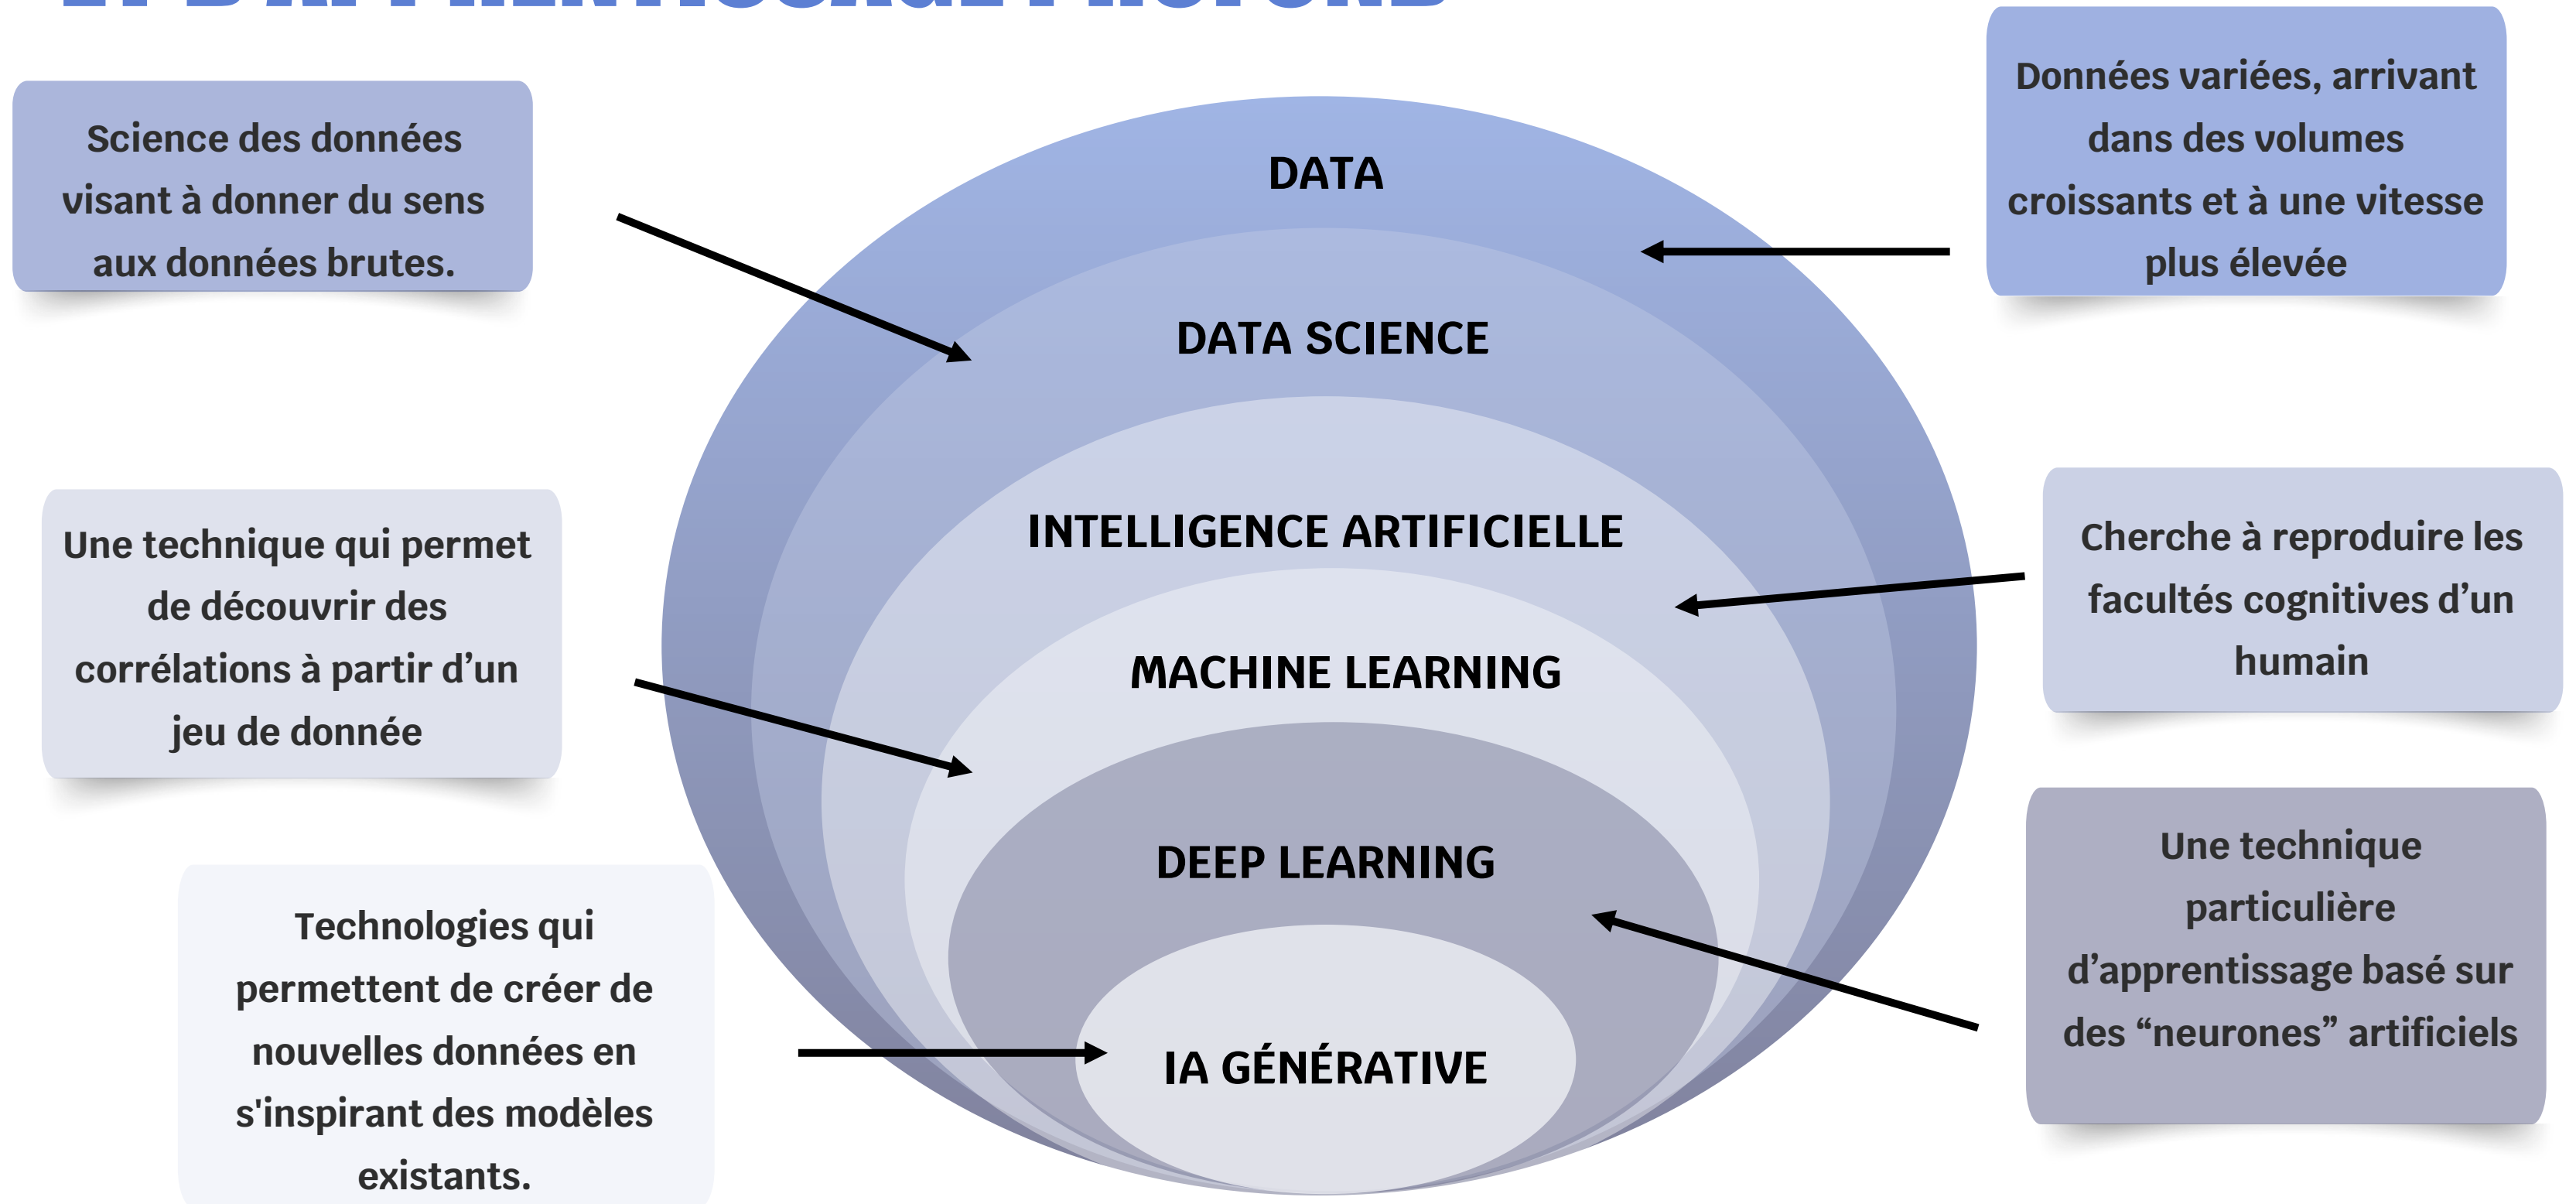 ET D'APPRENTISSAGE PROFOND
Science des données
visant à donner du sens
aux données brutes.
Données variées, arrivant
dans des volumes
croissants et à une vitesse
plus élevée
DATA
DATA SCIENCE
INTELLIGENCE ARTIFICIELLE
MACHINE LEARNING
DEEP LEARNING
IA GÉNÉRATIVE
Une technique qui permet
de découvrir des
corrélations à partir d’un
jeu de donnée
Cherche à reproduire les
facultés cognitives d’un
humain
Technologies qui
permettent de créer de
nouvelles données en
s'inspirant des modèles
existants.
Une technique
particulière
d’apprentissage basé sur
des “neurones” artificiels